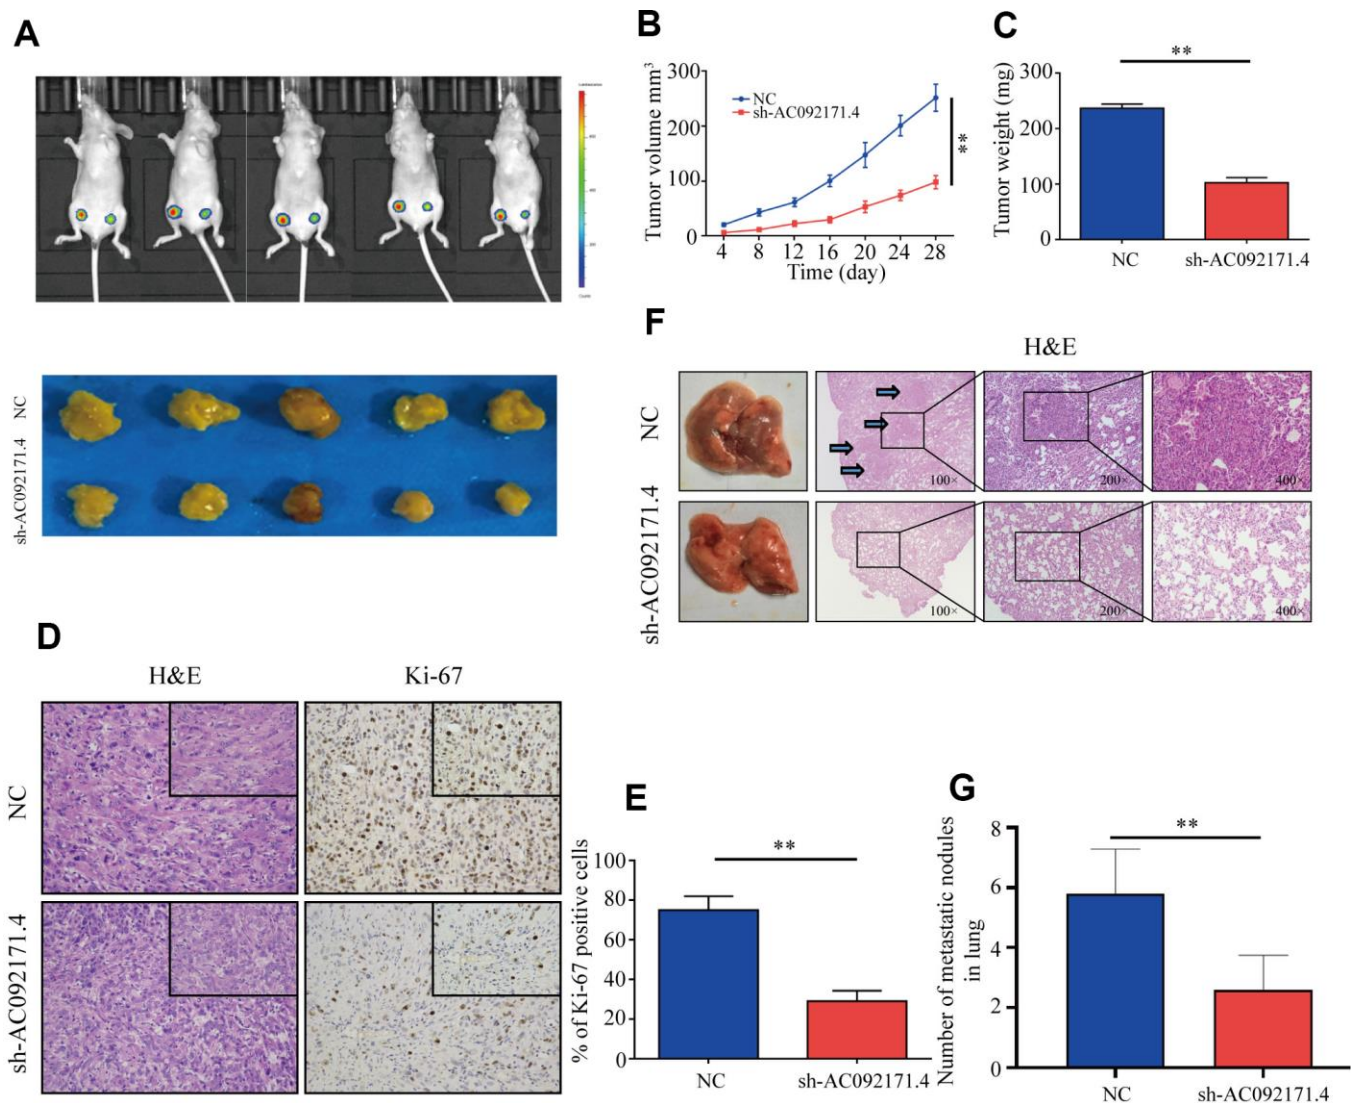 A
NC
sh-AC092171.4
B
Tumor volume mm³
300
200
100
0
NC
sh-AC092171.4
**
4 8 12 16 20 24 28
Time (day)
C
**
Tumor weight (mg)
300
200
100
0
NC sh-AC092171.4
D
H&E Ki-67
NC
sh-AC092171.4
E
% of Ki-67 positive cells
100
80
60
40
20
0
**
NC sh-AC092171.4
F
H&E
NC
100× 200× 400×
sh-AC092171.4
100× 200× 400×
G
Number of metastatic nodules
in lung
8
6
4
2
0
**
NC sh-AC092171.4